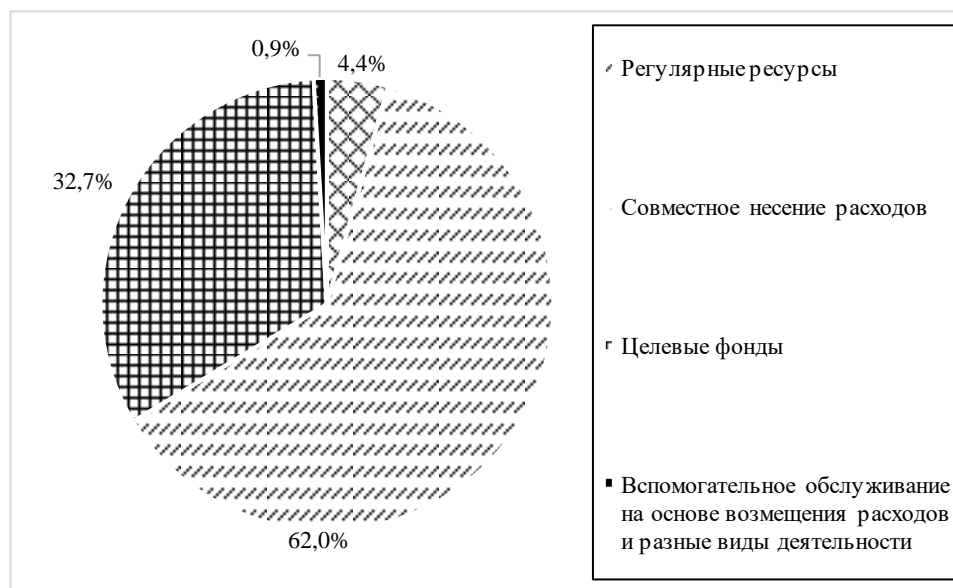 0,9%
4,4%
32,7%
62,0%
Регулярные ресурсы
Совместное несение расходов
Целевые фонды
Вспомогательное обслуживание
на основе возмещения расходов
и разные виды деятельности